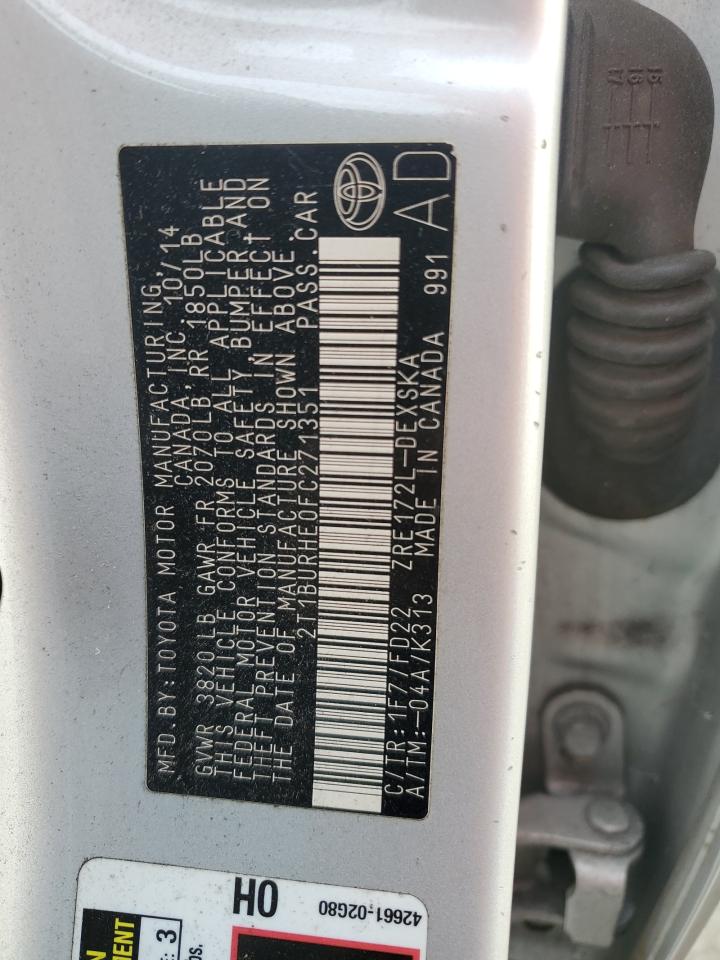 MFD.BY:TOYOTA MOTOR MANUFACTURING,
CANADA, INC. 10/14
GVWR 3820LB GAWR FR 2070LB RR 1850LB
THIS VEHICLE CONFORMS TO ALL APPLICABLE
FEDERAL MOTOR VEHICLE SAFETY, BUMPER, AND
THEFT PREVENTION STANDARDS IN EFFECT ON
THE DATE OF MANUFACTURE SHOWN ABOVE.
2T1BURHE0FC271351 PASS.CAR
C/TR:1F7/FD22 ZRE172L-DEXSKA 991
A/TM:-04A/K313 MADE IN CANADA
AD
OH
42661-02G80
3